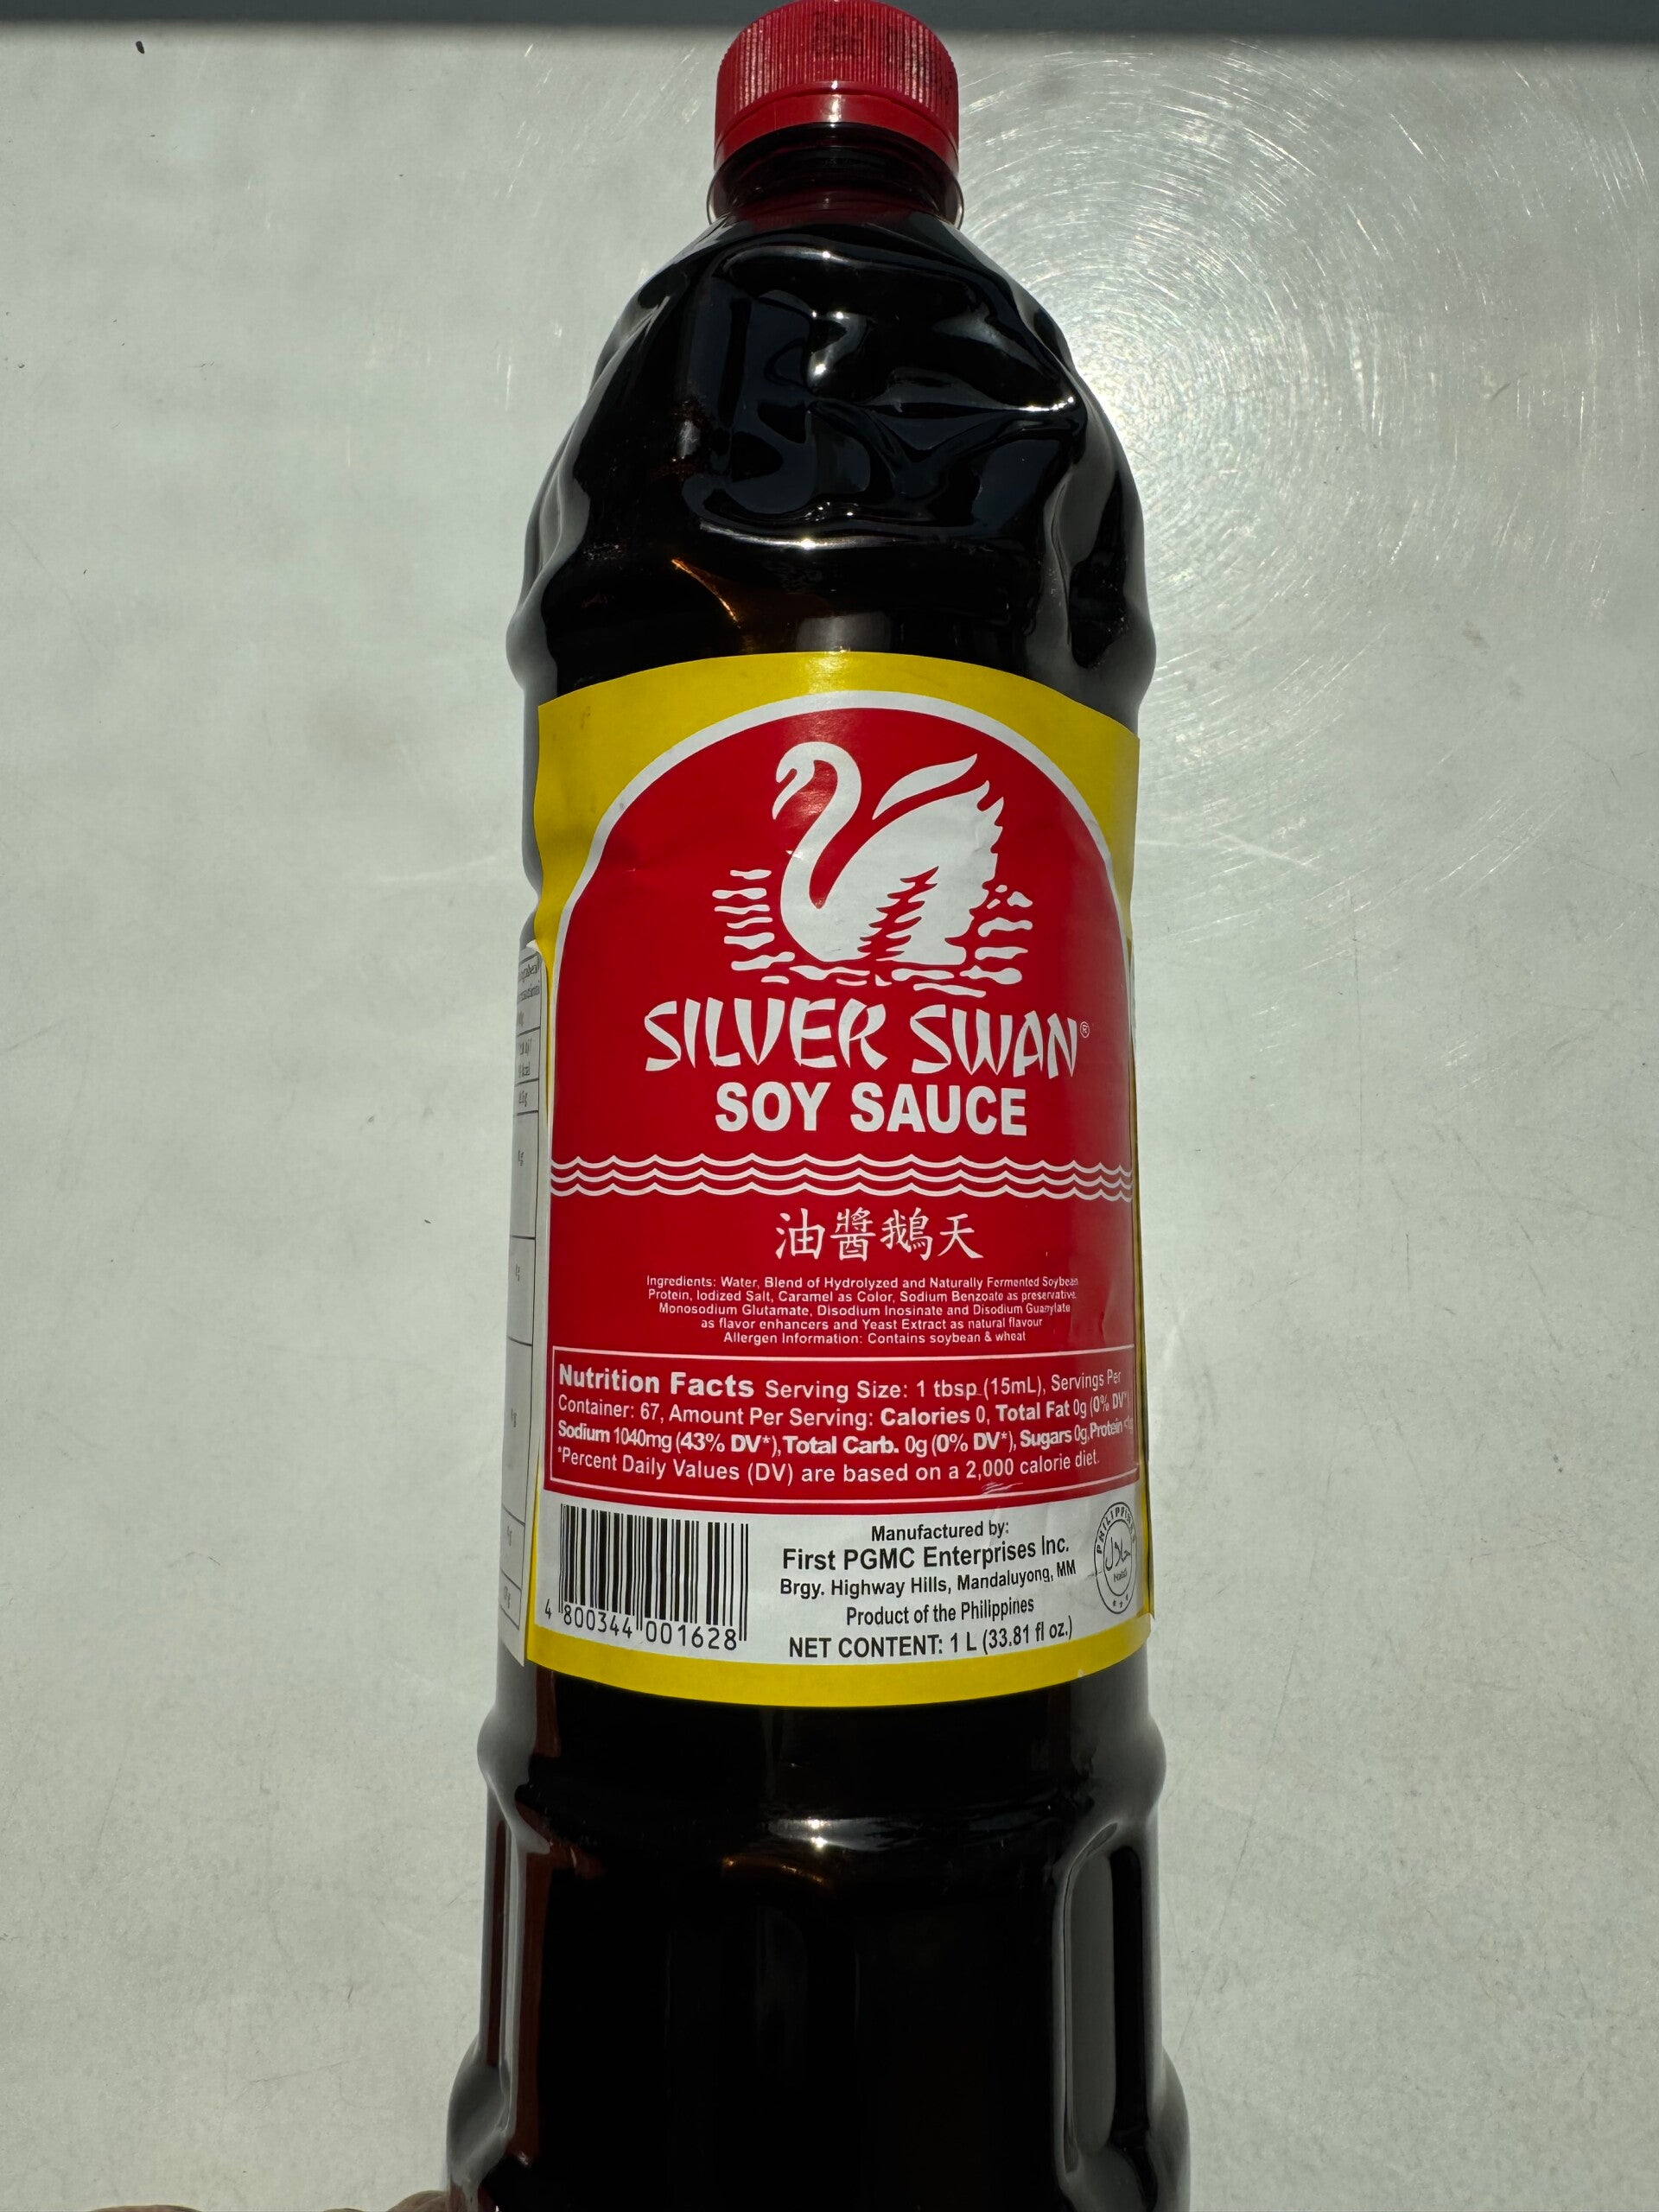 SILVER SWAN®
SOY SAUCE
油醬鵝天
Ingredients: Water, Blend of Hydrolyzed and Naturally Fermented Soybean
Protein, Iodized Salt, Caramel as Color, Sodium Benzoate as preservative.
Monosodium Glutamate, Disodium Inosinate and Disodium Guanylate
as flavor enhancers and Yeast Extract as natural flavour
Allergen Information: Contains soybean & wheat
Nutrition Facts Serving Size: 1 tbsp (15mL), Servings Per
Container: 67, Amount Per Serving: Calories 0, Total Fat 0g (0% DV*)
Sodium 1040mg (43% DV*), Total Carb. 0g (0% DV*), Sugars 0g, Protein
*Percent Daily Values (DV) are based on a 2,000 calorie diet.
4 800344 001628
Manufactured by:
First PGMC Enterprises Inc.
Brgy. Highway Hills, Mandaluyong, MM
Product of the Philippines
NET CONTENT: 1 L (33.81 fl oz.)
حلال
Halal